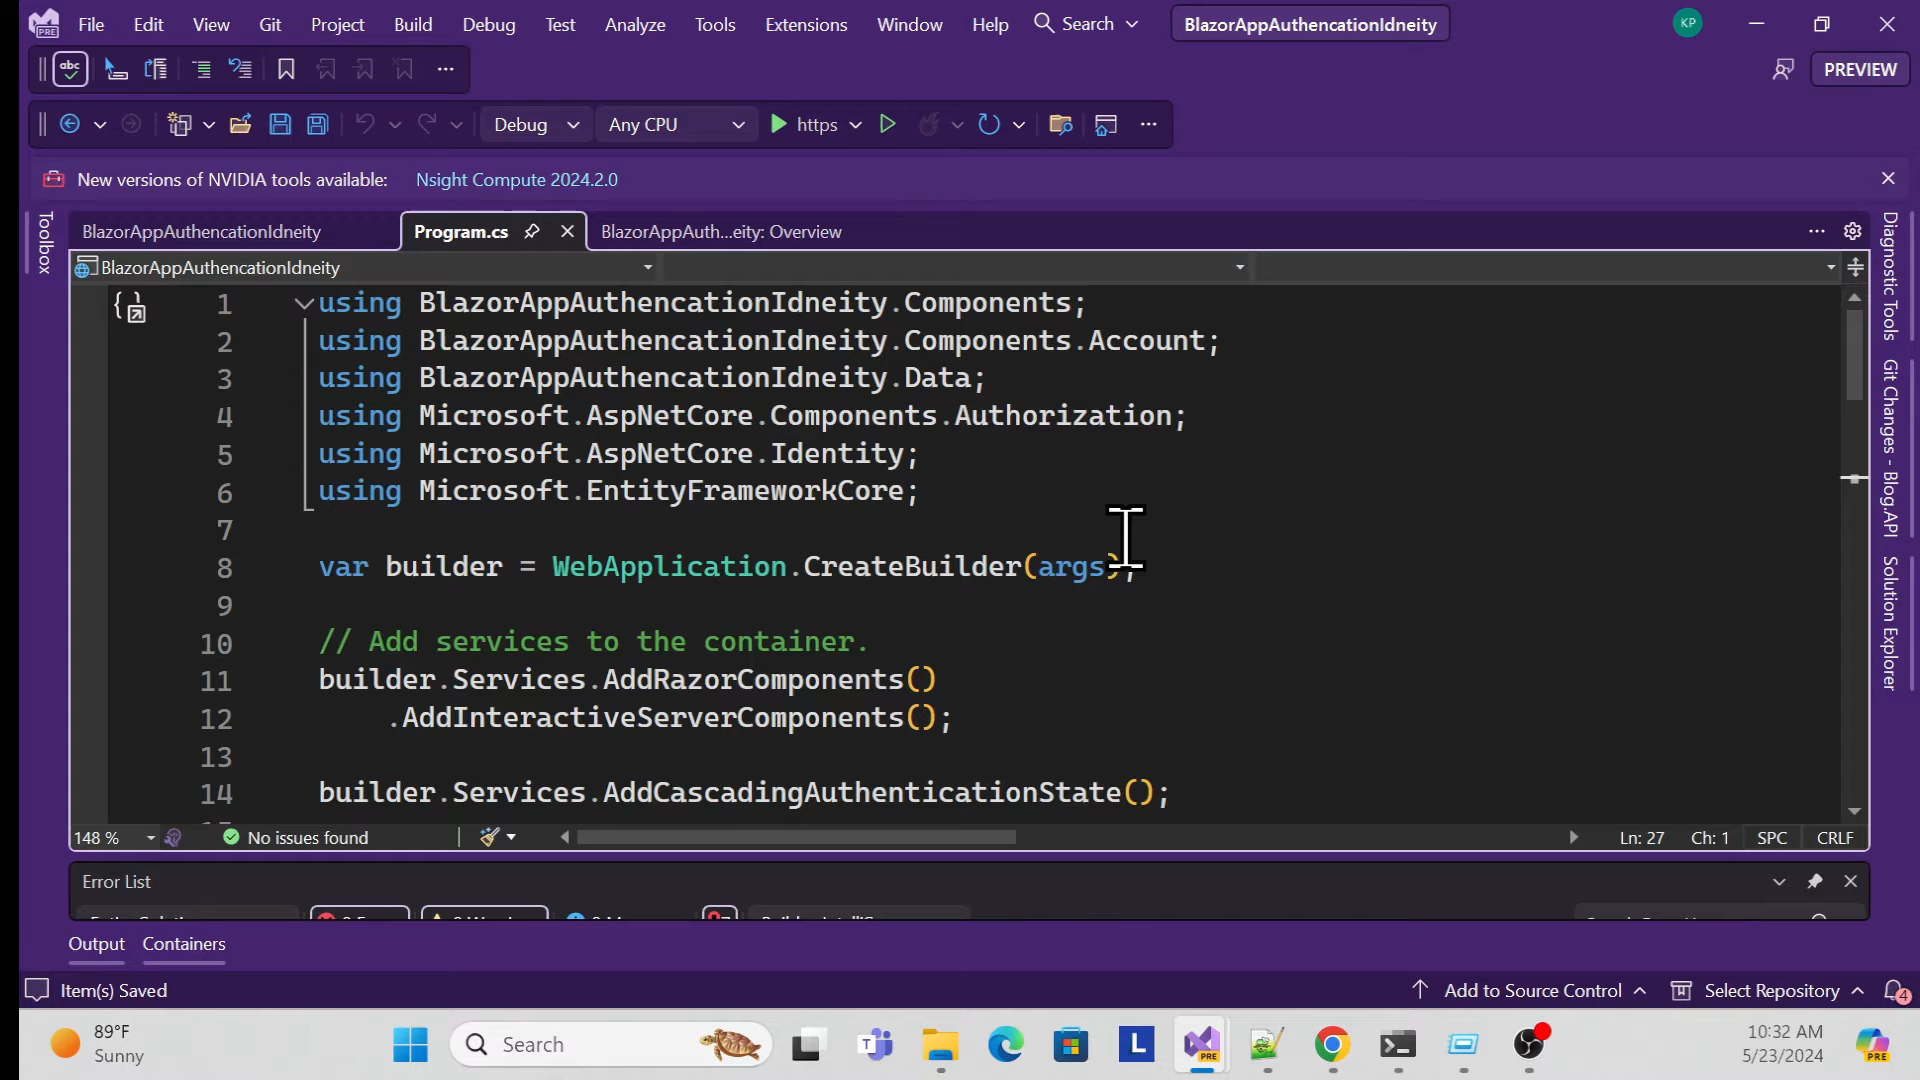 File Edit View Git Project Build Debug Test Analyze Tools Extensions Window Help Search BlazorAppAuthencationIdneity KP
abc PREVIEW
Debug Any CPU https
New versions of NVIDIA tools available: Nsight Compute 2024.2.0
Toolbox
BlazorAppAuthencationIdneity Program.cs BlazorAppAuth...eity: Overview
BlazorAppAuthencationIdneity
1 using BlazorAppAuthencationIdneity.Components;
2 using BlazorAppAuthencationIdneity.Components.Account;
3 using BlazorAppAuthencationIdneity.Data;
4 using Microsoft.AspNetCore.Components.Authorization;
5 using Microsoft.AspNetCore.Identity;
6 using Microsoft.EntityFrameworkCore;
7
8 var builder = WebApplication.CreateBuilder(args);
9
10 // Add services to the container.
11 builder.Services.AddRazorComponents()
12 .AddInteractiveServerComponents();
13
14 builder.Services.AddCascadingAuthenticationState();
Diagnostic Tools
Git Changes - Blog.API
Solution Explorer
148 % No issues found Ln: 27 Ch: 1 SPC CRLF
Error List
Output Containers
Item(s) Saved Add to Source Control Select Repository 4
89°F
Sunny
Search
PRE
L
10:32 AM
5/23/2024